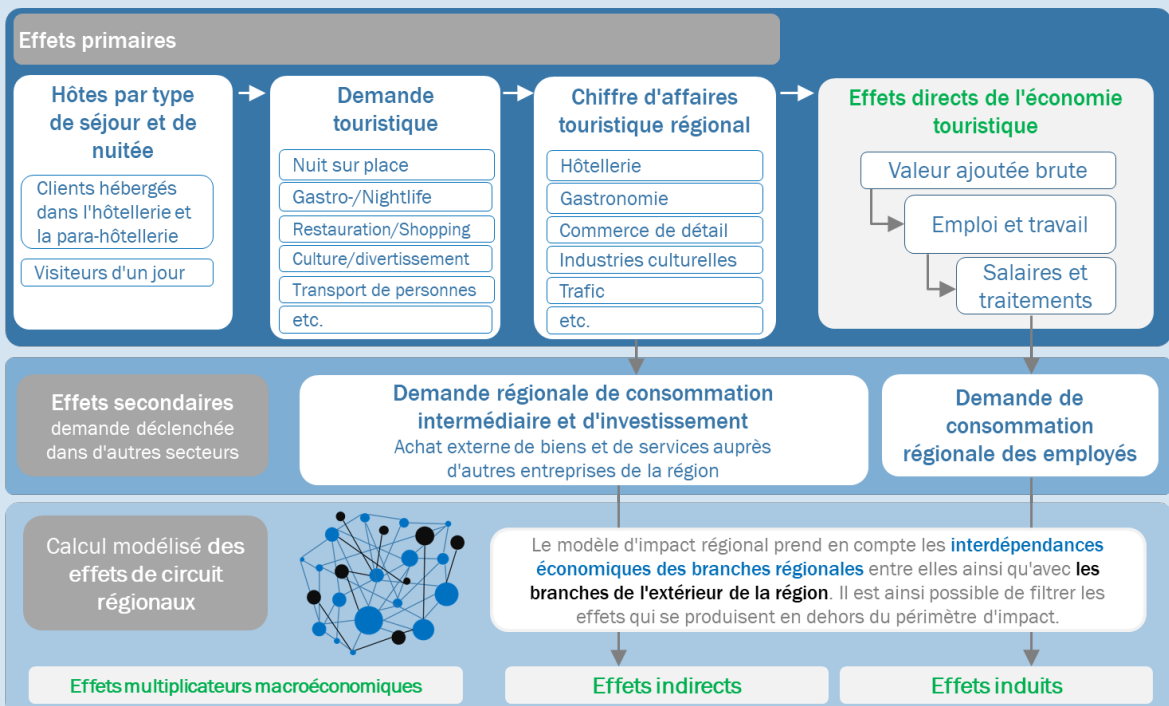 Effets primaires
Hôtes par type
de séjour et de
nuitée
Clients hébergés
dans l'hôtellerie et
la para-hôtellerie
Visiteurs d'un jour
Demande
touristique
Nuit sur place
Gastro-/Nightlife
Restauration/Shopping
Culture/divertissement
Transport de personnes
etc.
Chiffre d'affaires
touristique régional
Hôtellerie
Gastronomie
Commerce de détail
Industries culturelles
Trafic
etc.
Effets directs de l'économie
touristique
Valeur ajoutée brute
Emploi et travail
Salaires et
traitements
Effets secondaires
demande déclenchée
dans d'autres secteurs
Demande régionale de consommation
intermédiaire et d'investissement
Achat externe de biens et de services auprès
d'autres entreprises de la région
Demande de
consommation
régionale des employés
Calcul modélisé des
effets de circuit
régionaux
Le modèle d'impact régional prend en compte les interdépendances
économiques des branches régionales entre elles ainsi qu'avec les
branches de l'extérieur de la région. Il est ainsi possible de filtrer les
effets qui se produisent en dehors du périmètre d'impact.
Effets multiplicateurs macroéconomiques
Effets indirects
Effets induits